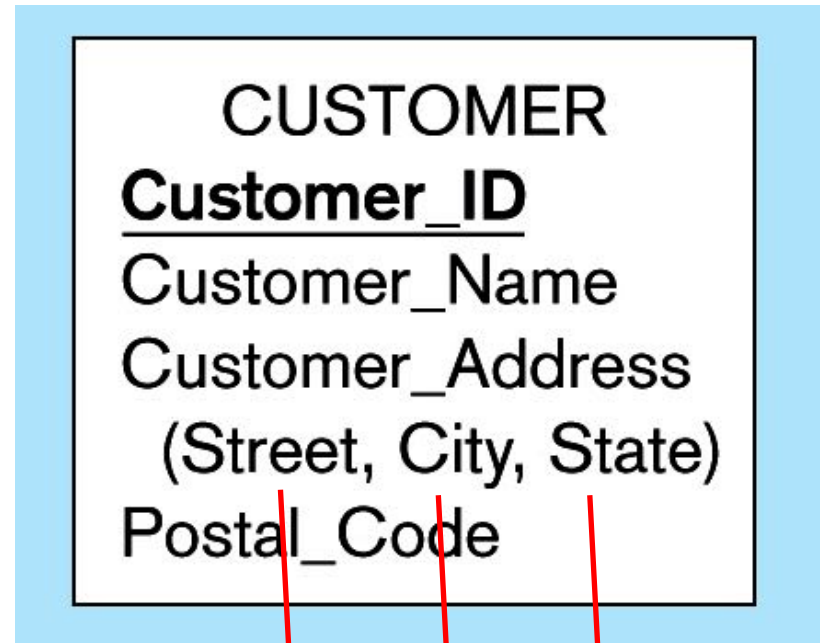 CUSTOMER
Customer_ID
Customer_Name
Customer_Address
(Street, City, State)
Postal_Code